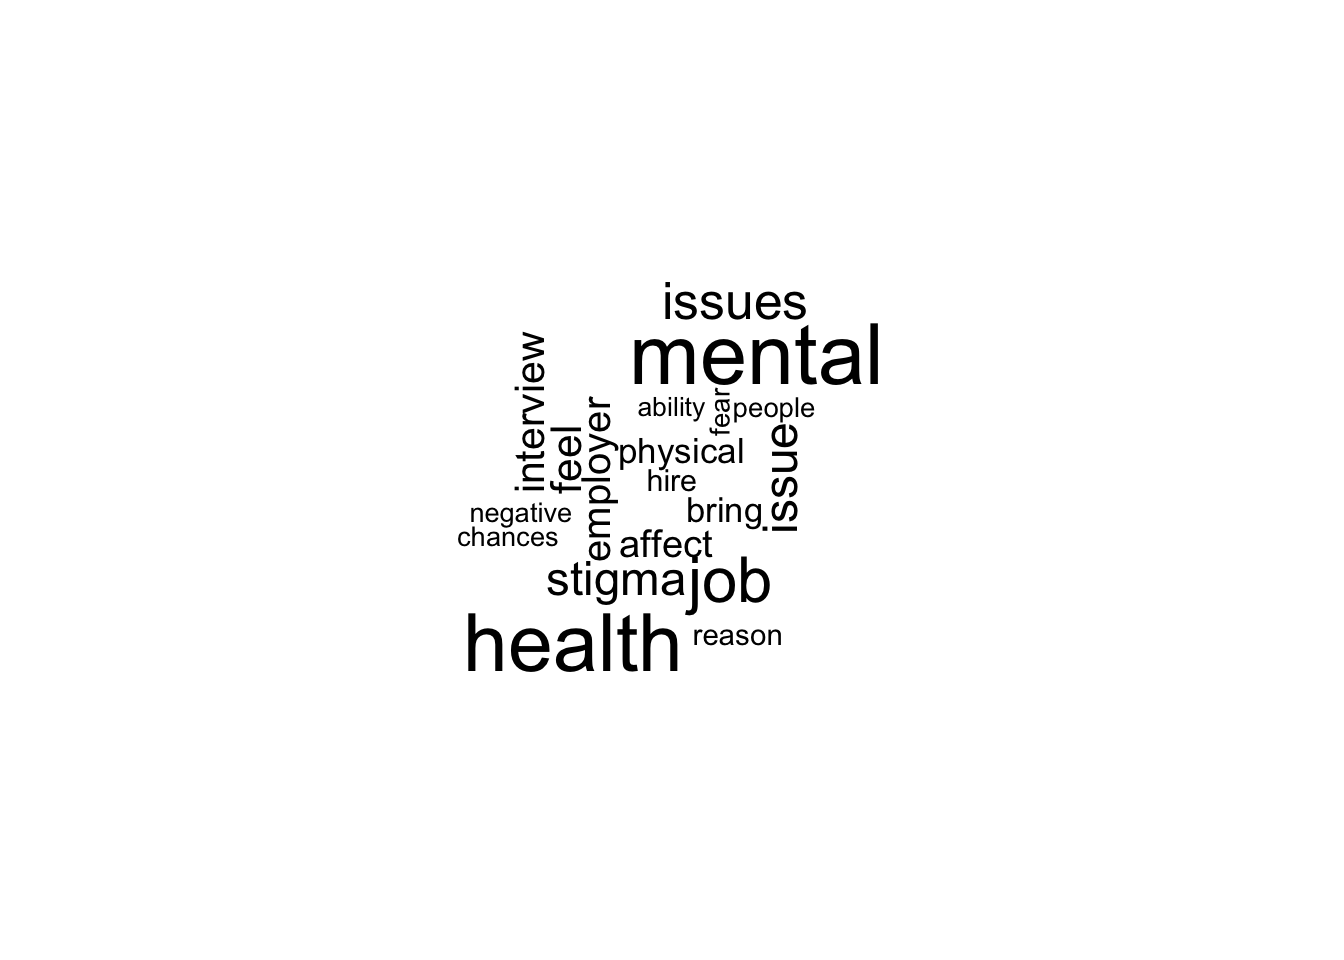 issues
mental
interview
ability
fear
people
employer
feel
issue
physical
hire
bring
negative
chances
affect
job
stigma
health
reason